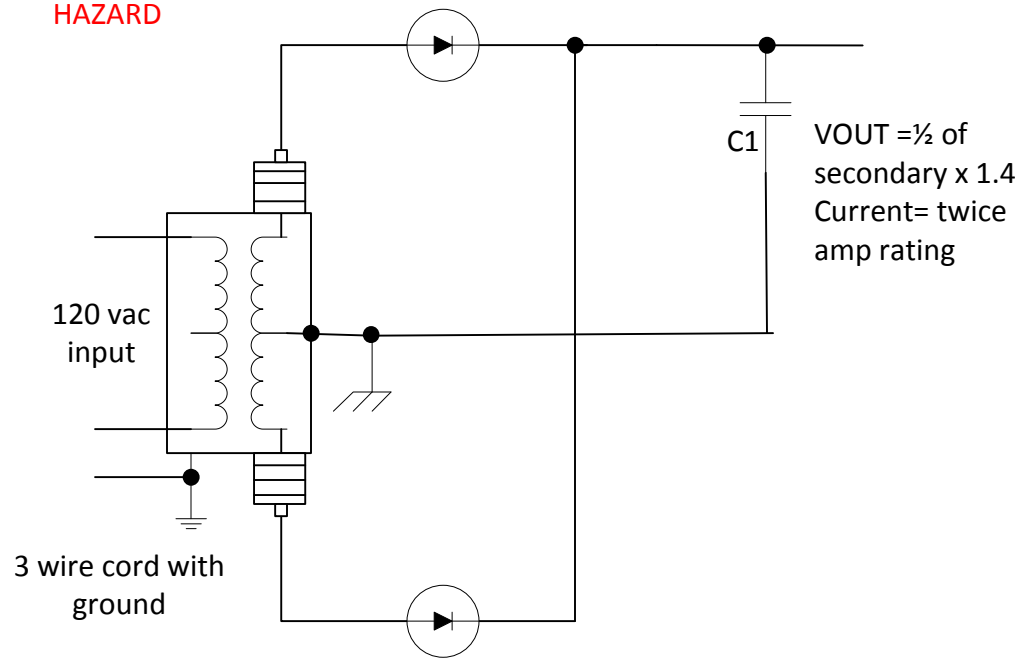 HAZARD
C1
VOUT =½ of
secondary x 1.4
Current= twice
amp rating
120 vac
input
3 wire cord with
ground